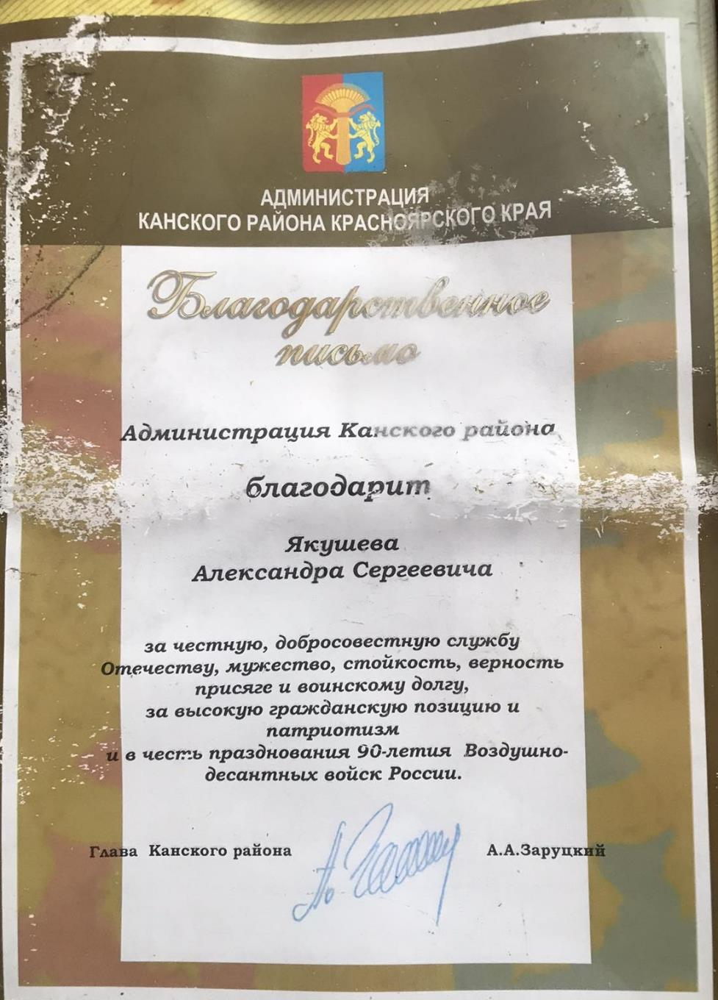 АДМИНИСТРАЦИЯ
КАНСКОГО РАЙОНА КРАСНОЯРСКОГО КРАЯ
Благодарственное
письмо
Администрация Канского района
благодарит
Якушева
Александра Сергеевича
за честную, добросовестную службу
Отечеству, мужество, стойкость, верность
присяге и воинскому долгу,
за высокую гражданскую позицию и
патриотизм
и в честь празднования 90-летия Воздушно-
десантных войск России.
Глава Канского района А.А.Заруцкий